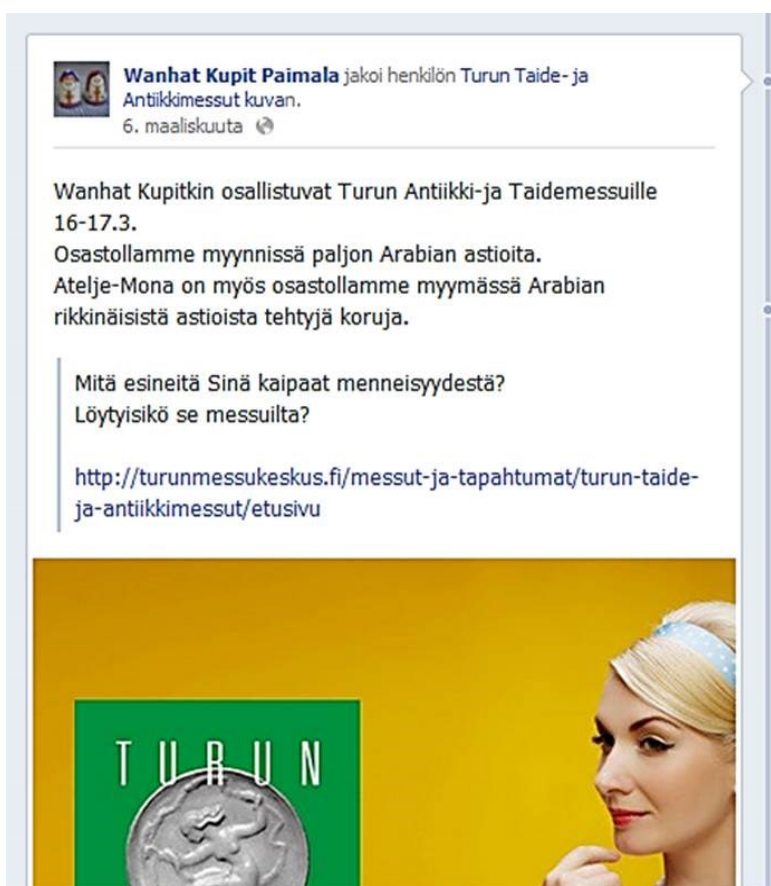 Wanhat Kupit Paimala jakoi henkilön Turun Taide- ja
Antiikkimessut kuvan.
6. maaliskuuta
Wanhat Kupitkin osallistuvat Turun Antiikki-ja Taidemessuille
16-17.3.
Osastollamme myynnissä paljon Arabian astioita.
Atelje-Mona on myös osastollamme myymässä Arabian
rikkinäisistä astioista tehtyjä koruja.
Mitä esineitä Sinä kaipaat menneisyydestä?
Löytyisikö se messuilta?
http://turunmessukeskus.fi/messut-ja-tapahtumat/turun-taide-
ja-antiikkimessut/etusivu
TURUN